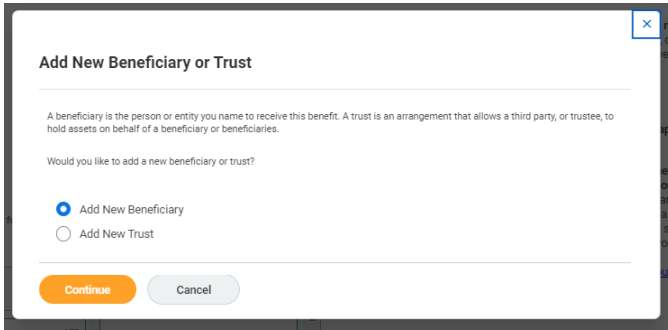 Add New Beneficiary or Trust
A beneficiary is the person or entity you name to receive this benefit. A trust is an arrangement that allows a third party, or trustee, to
hold assets on behalf of a beneficiary or beneficiaries.
Would you like to add a new beneficiary or trust?
Add New Beneficiary
Add New Trust
Continue
Cancel